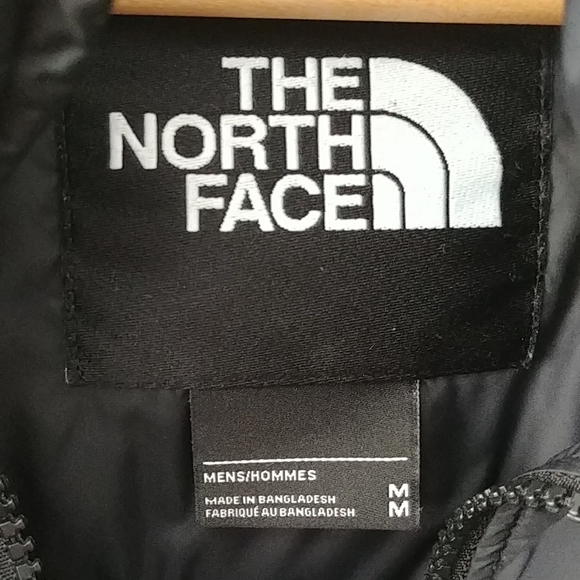 THE
NORTH
FACE
MENS/HOMMES
MADE IN BANGLADESH M
FABRIQUÉ AU BANGLADESH M